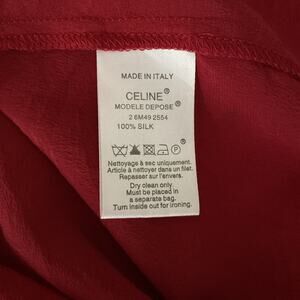 MADE IN ITALY
CELINE®
MODELE DEPOSE®
2 6M49 2554
100% SILK
P
Nettoyage à sec uniquement.
Article à nettoyer dans un filet.
Repasser sur l'envers.
Dry clean only.
Must be placed in
a separate bag.
Turn inside out for ironing.